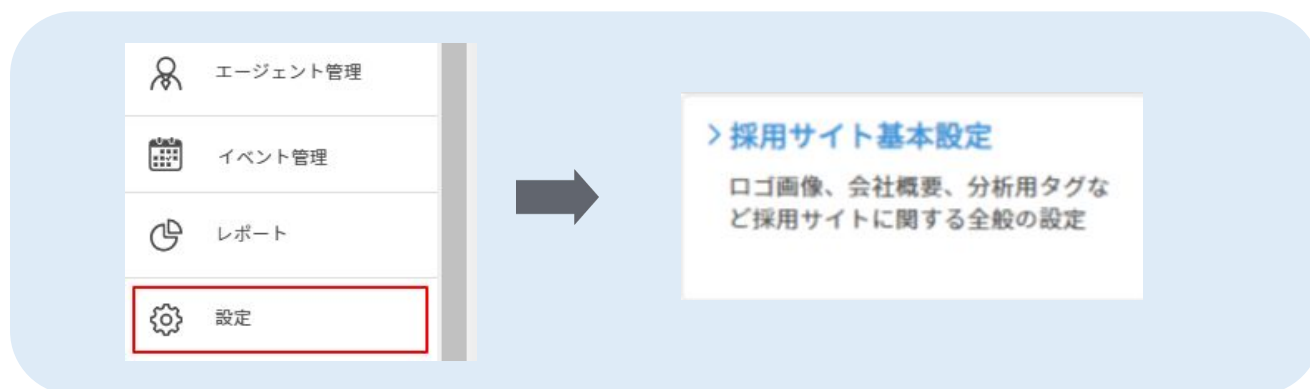 エージェント管理
イベント管理
レポート
設定
>採用サイト基本設定
ロゴ画像、会社概要、分析用タグな
ど採用サイトに関する全般の設定